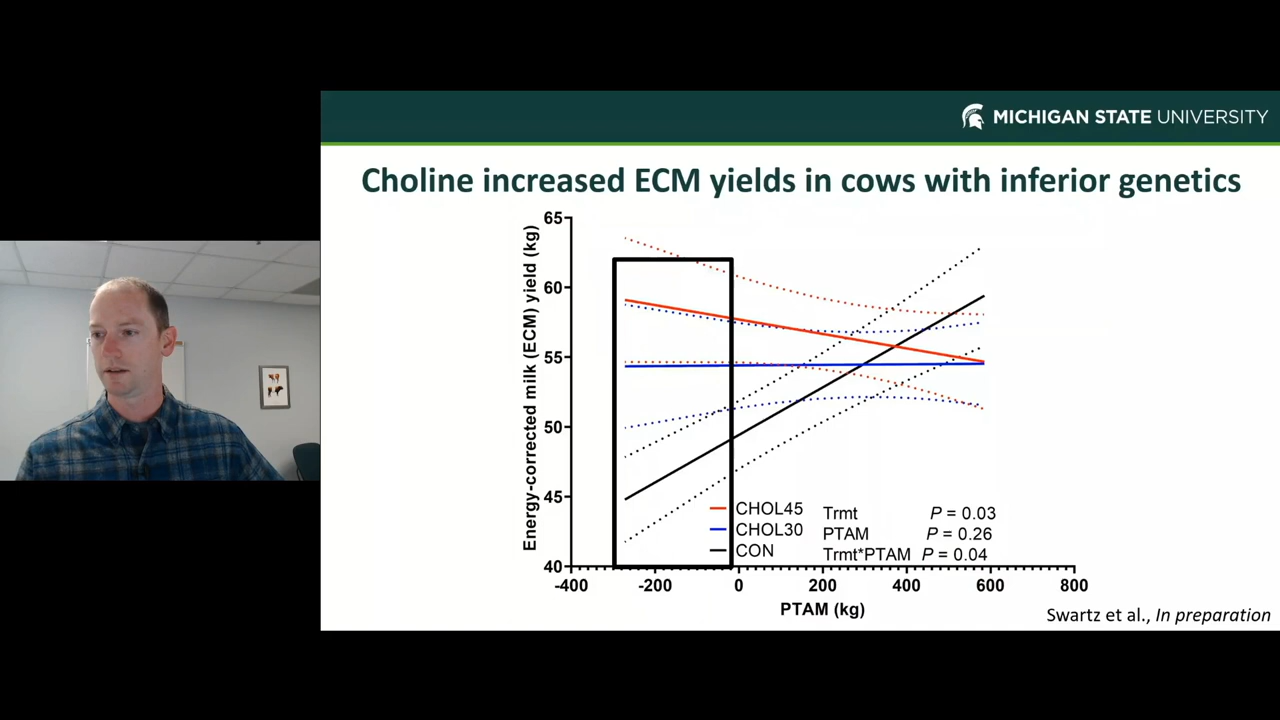 MICHIGAN STATE UNIVERSITY
Choline increased ECM yields in cows with inferior genetics
Energy-corrected milk (ECM) yield (kg)
65
60
55
50
45
40
CHOL45
CHOL30
CON
Trmt P = 0.03
PTAM P = 0.26
Trmt*PTAM P = 0.04
-400 -200 0 200 400 600 800
PTAM (kg)
Swartz et al., In preparation